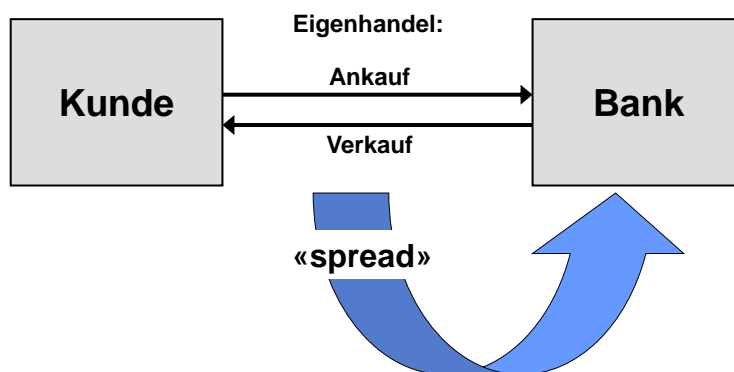 Eigenhandel:
Ankauf
Kunde
Bank
Verkauf
«spread»